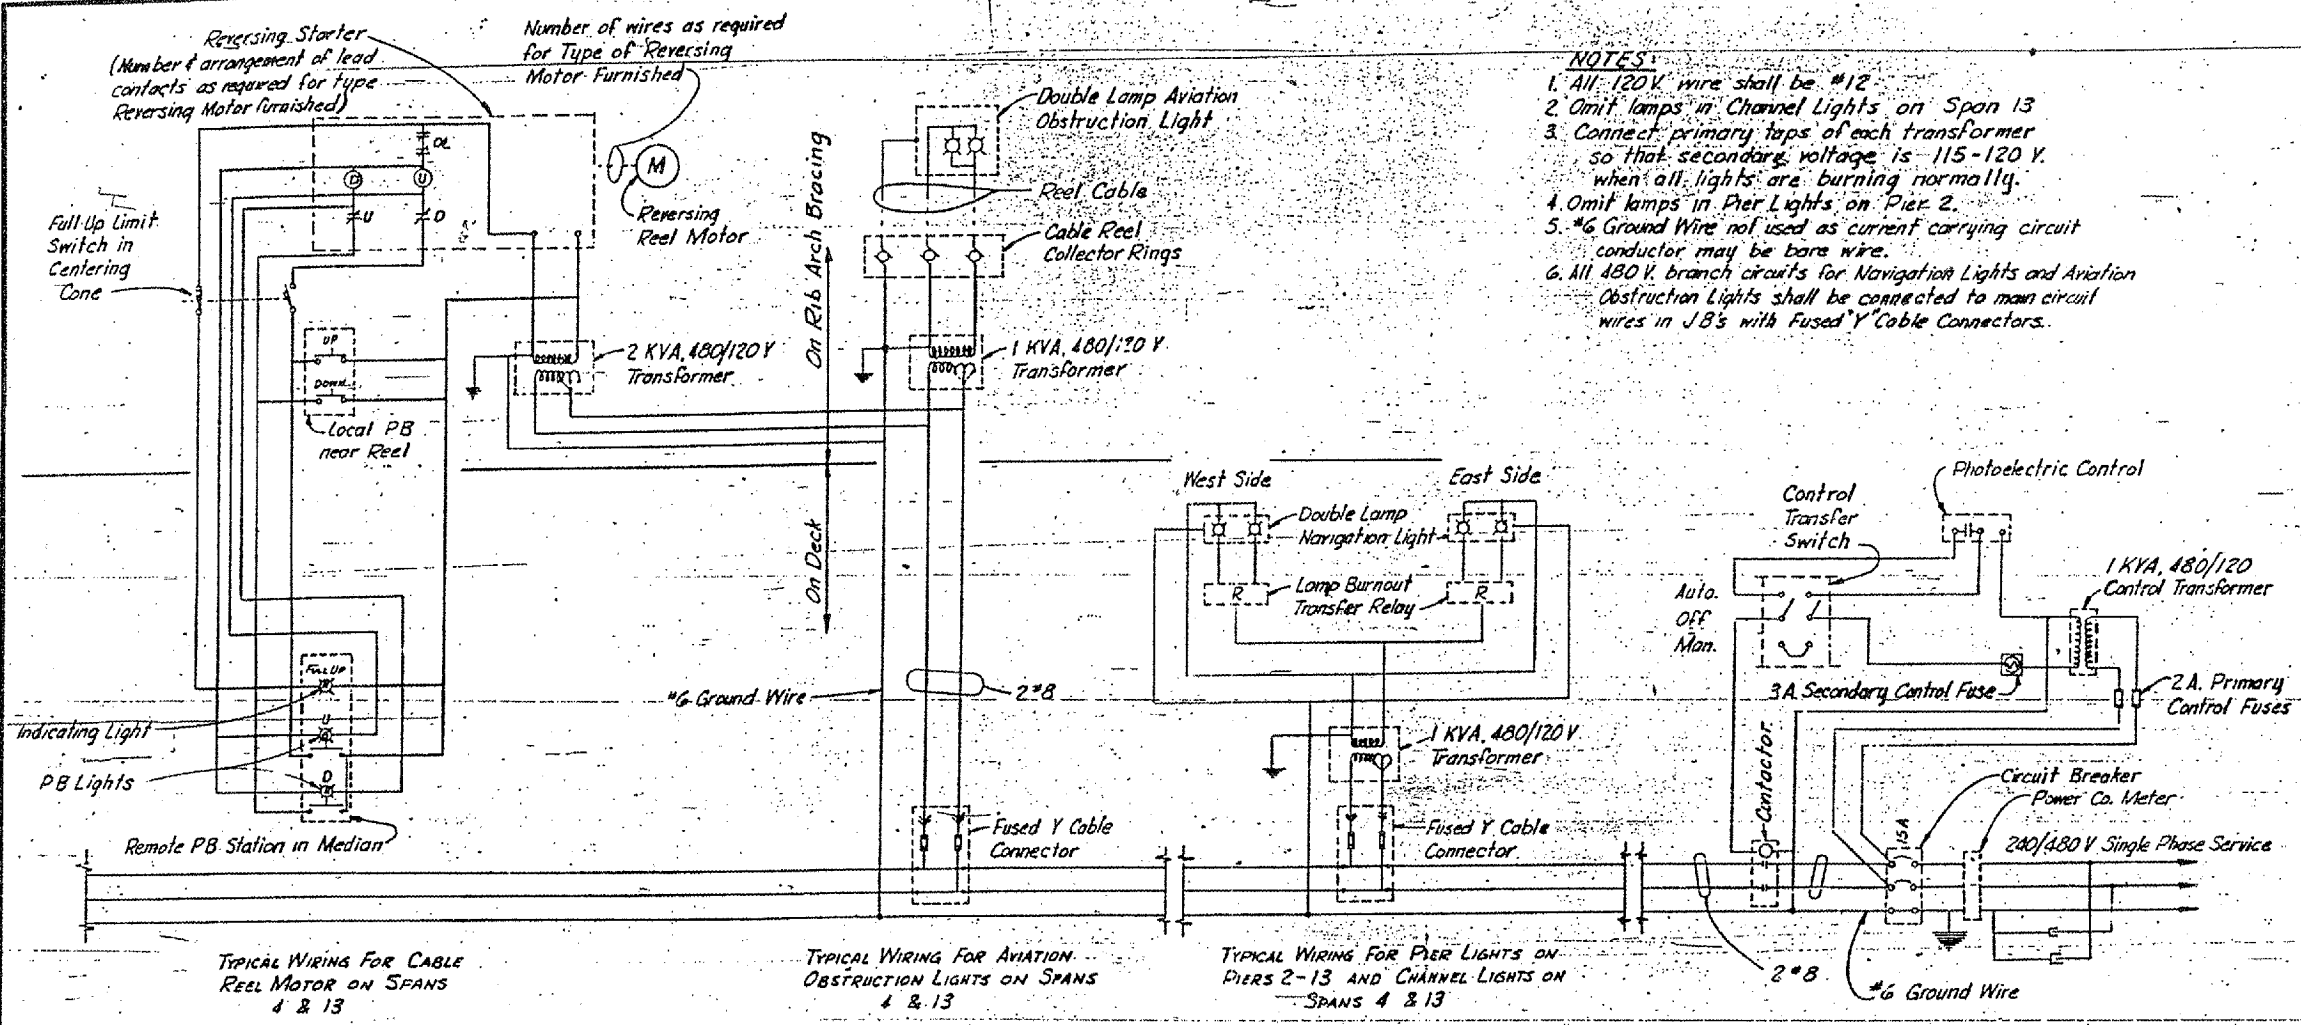 Reversing Starter
(Number & arrangement of lead
contacts as required for type
Reversing Motor furnished)
Number of wires as required
for Type of Reversing
Motor Furnished
OL
D
U
U
D
M
Reversing
Reel Motor
Full Up Limit
Switch in
Centering
Cone
UP
DOWN
Local PB
near Reel
2 KVA, 480/120 V
Transformer
On Rib Arch Bracing
On Deck
Double Lamp Aviation
Obstruction Light
Reel Cable
Cable Reel
Collector Rings
1 KVA, 480/120 V
Transformer
NOTES:
1. All 120V wire shall be #12
2. Omit lamps in Channel Lights on Span 13
3. Connect primary taps of each transformer
so that secondary voltage is 115-120 V.
when all lights are burning normally.
4. Omit lamps in Pier Lights on Pier 2.
5. #6 Ground Wire not used as current carrying circuit
conductor may be bare wire.
6. All 480 V. branch circuits for Navigation Lights and Aviation
Obstruction Lights shall be connected to main circuit
wires in JB's with Fused "Y" Cable Connectors.
West Side
East Side
Double Lamp
Navigation Light
R
Lamp Burnout
Transfer Relay
R
Photoelectric Control
Control
Transfer
Switch
1 KVA, 480/120
Control Transformer
Auto.
Off
Man.
3 A Secondary Control Fuse
2 A. Primary
Control Fuses
FULL UP
U
D
Indicating Light
PB Lights
Remote PB Station in Median
#6 Ground Wire
2 #8
1 KVA, 480/120 V
Transformer
Fused Y Cable
Connector
Fused Y Cable
Connector
Contactor
15A
Circuit Breaker
Power Co. Meter
240/480 V Single Phase Service
2 #8
#6 Ground Wire
TYPICAL WIRING FOR CABLE
REEL MOTOR ON SPANS
4 & 13
TYPICAL WIRING FOR AVIATION
OBSTRUCTION LIGHTS ON SPANS
4 & 13
TYPICAL WIRING FOR PIER LIGHTS ON
PIERS 2-13 AND CHANNEL LIGHTS ON
SPANS 4 & 13